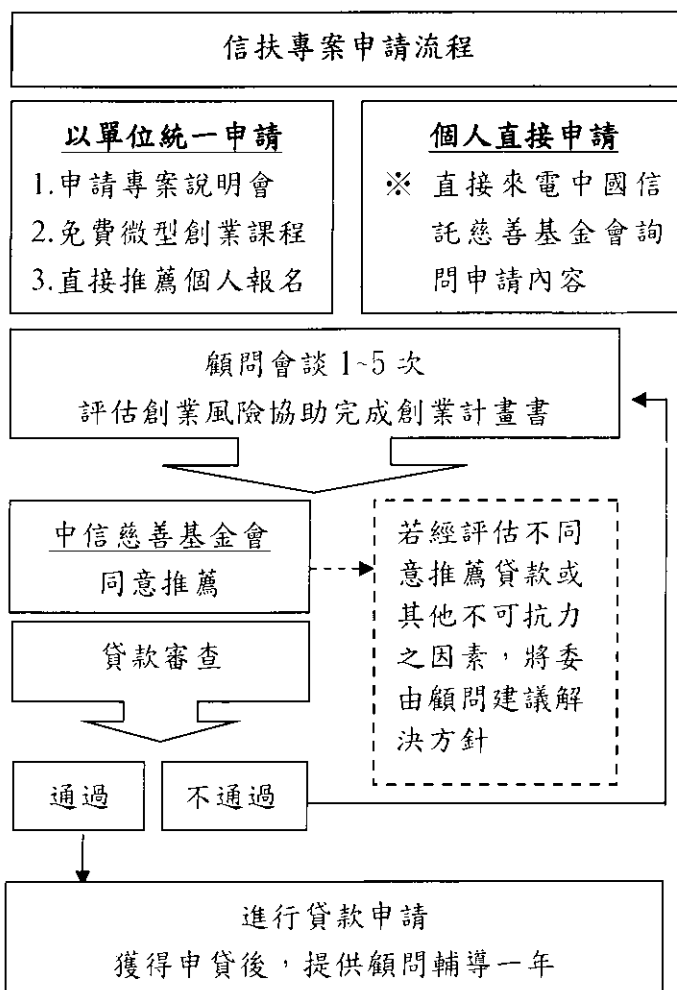 信扶專案申請流程
以單位統一申請
1.申請專案說明會
2.免費微型創業課程
3.直接推薦個人報名
個人直接申請
※ 直接來電中國信
託慈善基金會詢
問申請內容
顧問會談 1~5 次
評估創業風險協助完成創業計畫書
中信慈善基金會
同意推薦
若經評估不同
意推薦貸款或
其他不可抗力
之因素，將委
由顧問建議解
決方針
貸款審查
通過
不通過
進行貸款申請
獲得申貸後，提供顧問輔導一年